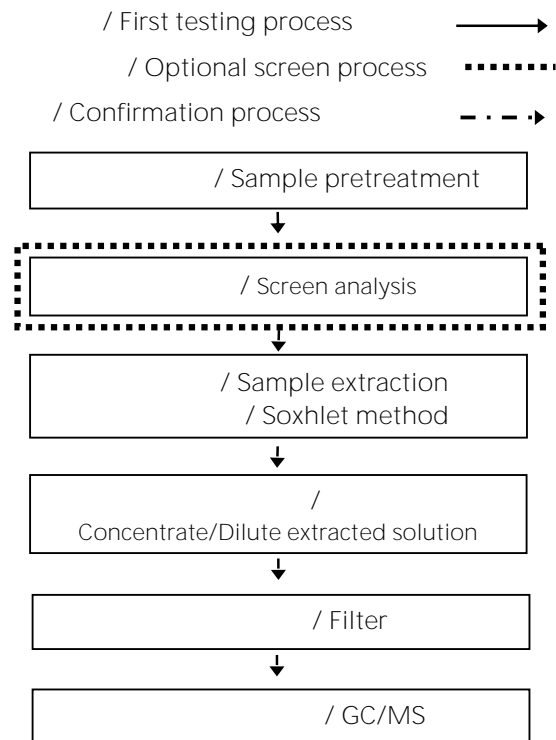 / First testing process
/ Optional screen process
/ Confirmation process
/ Sample pretreatment
/ Screen analysis
/ Sample extraction
/ Soxhlet method
/
Concentrate/Dilute extracted solution
/ Filter
/ GC/MS